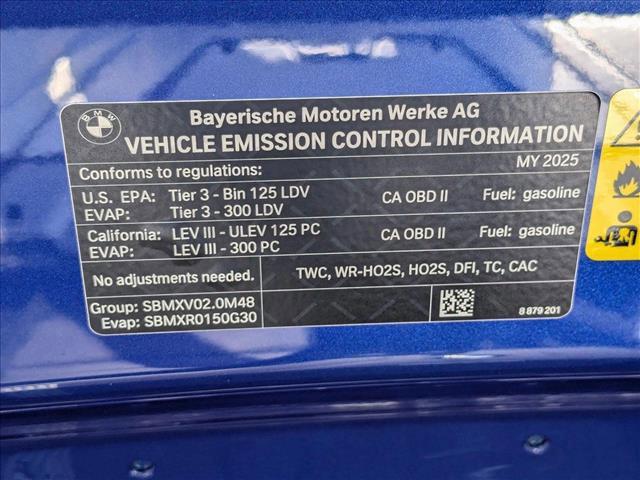 BMW
Bayerische Motoren Werke AG
VEHICLE EMISSION CONTROL INFORMATION
Conforms to regulations: MY 2025
U.S. EPA: Tier 3 - Bin 125 LDV CA OBD II Fuel: gasoline
EVAP: Tier 3 - 300 LDV
California: LEV III - ULEV 125 PC CA OBD II Fuel: gasoline
EVAP: LEV III - 300 PC
No adjustments needed. TWC, WR-HO2S, HO2S, DFI, TC, CAC
Group: SBMXV02.0M48
Evap: SBMXR0150G30 8 879 201